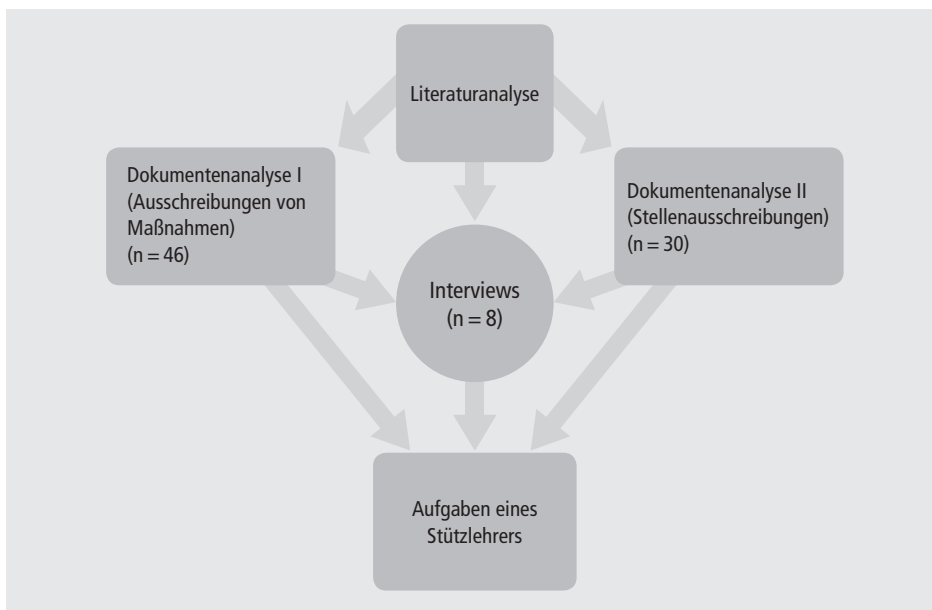 Literaturanalyse
Dokumentenanalyse I
(Ausschreibungen von
Maßnahmen)
(n = 46)
Dokumentenanalyse II
(Stellenausschreibungen)
(n = 30)
Interviews
(n = 8)
Aufgaben eines
Stützlehrers